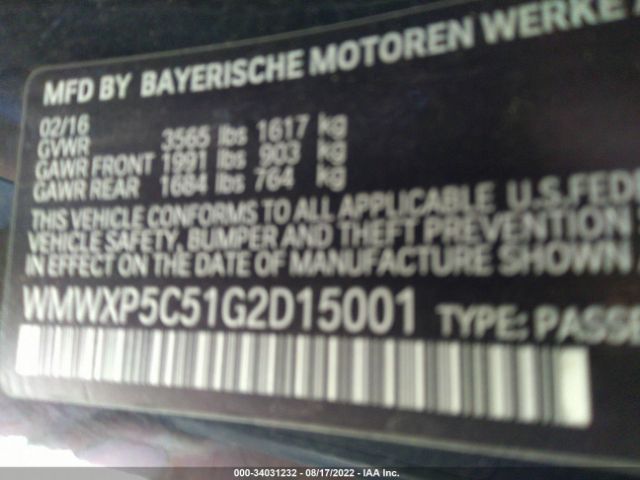 MFD BY BAYERISCHE MOTOREN WERKE
02/16
GVWR 3565 lbs 1617 kg
GAWR FRONT 1991 lbs 903 kg
GAWR REAR 1684 lbs 764 kg
THIS VEHICLE CONFORMS TO ALL APPLICABLE U.S.FEDE
VEHICLE SAFETY, BUMPER AND THEFT PREVENTION
IN EFFECT ON THE DATE OF MANUFACTURE SHOWN
WMWXP5C51G2D15001 TYPE: PASSE
000-34031232 - 08/17/2022 - IAA Inc.